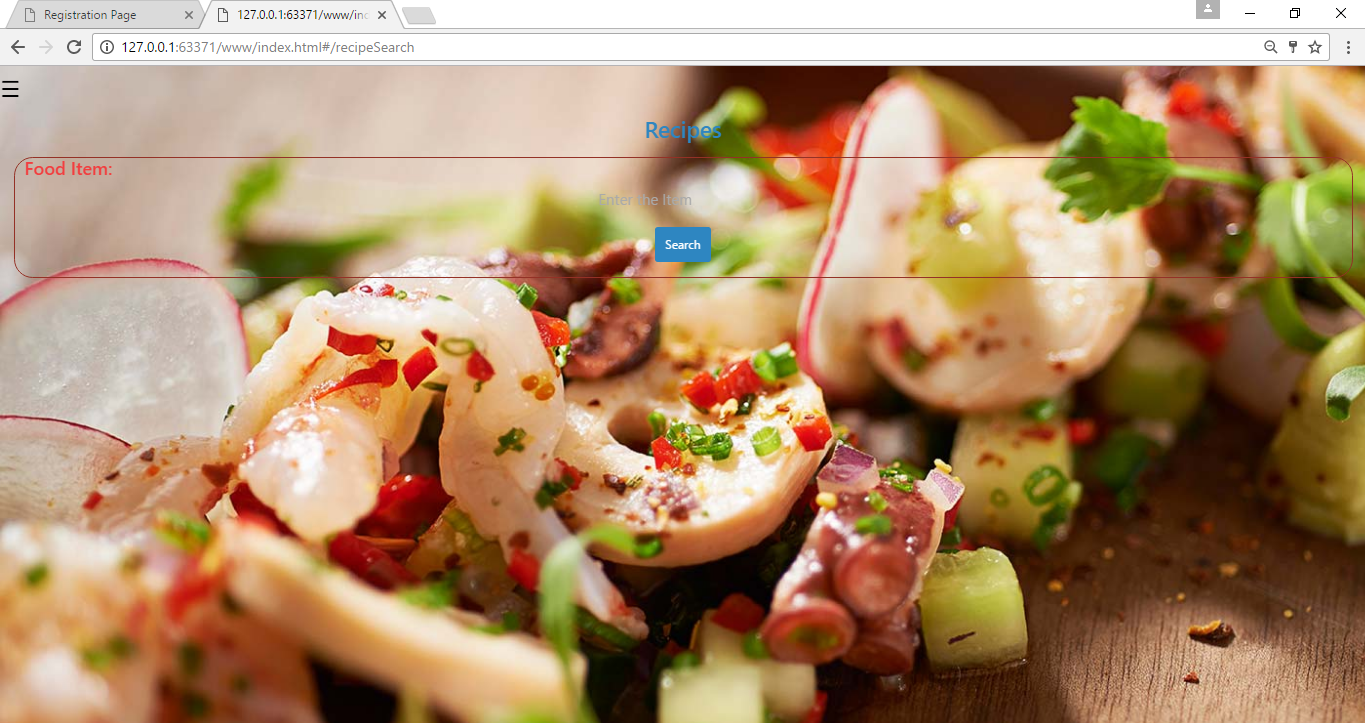 Registration Page
127.0.0.1:63371/www/inc
127.0.0.1:63371/www/index.html#/recipeSearch
Recipes
Food Item:
Enter the Item
Search